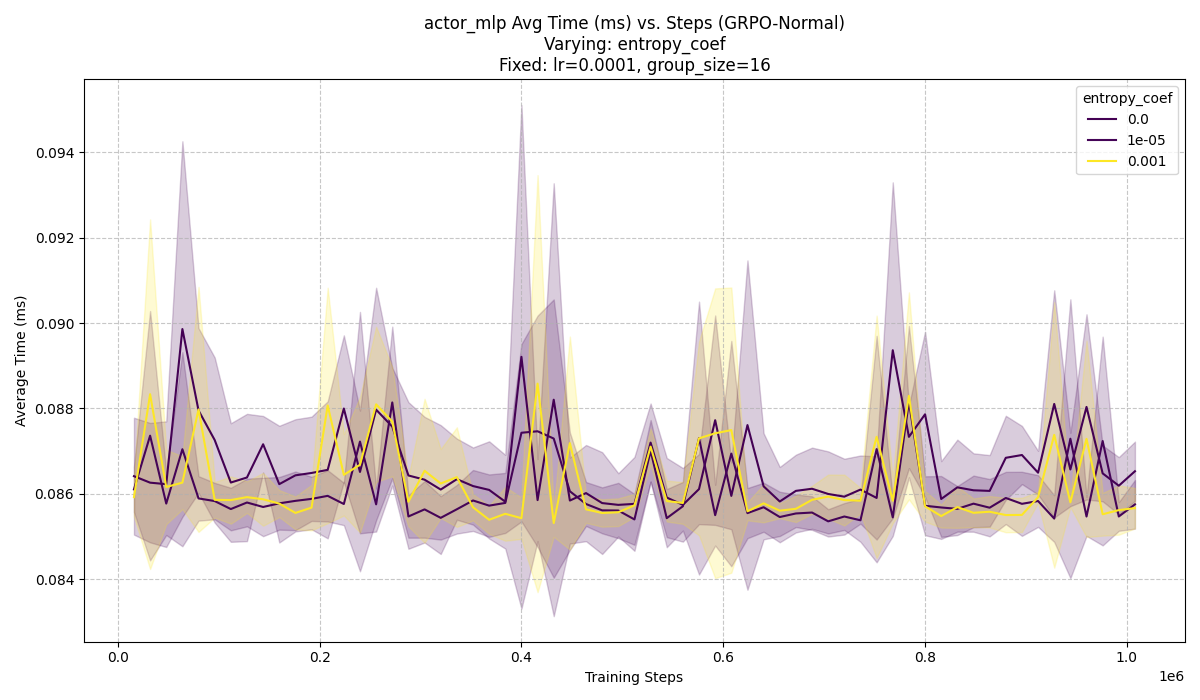 actor_mlp Avg Time (ms) vs. Steps (GRPO-Normal)
Varying: entropy_coef
Fixed: lr=0.0001, group_size=16
entropy_coef
0.0
1e-05
0.001
Average Time (ms)
0.094
0.092
0.090
0.088
0.086
0.084
0.0
0.2
0.4
0.6
0.8
1.0
1e6
Training Steps